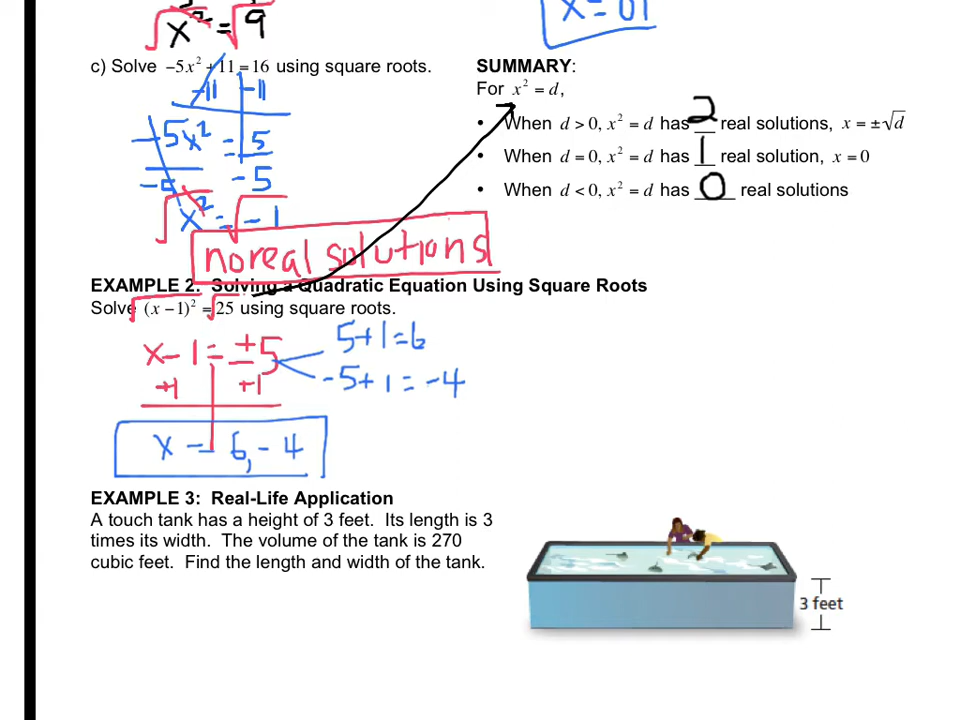 √x² = √9
x = 01
c) Solve −5x² + 11 = 16 using square roots.
−11 −11
−5x² = 5
−5 −5
√x² = √−1
no real solutions
SUMMARY:
For x² = d,
• When d > 0, x² = d has 2 real solutions, x = ±√d
• When d = 0, x² = d has 1 real solution, x = 0
• When d < 0, x² = d has 0 real solutions
EXAMPLE 2: Solving a Quadratic Equation Using Square Roots
Solve √(x − 1)² = √25 using square roots.
x − 1 = ±5
+1 +1
5+1=6
−5+1=−4
x = 6, −4
EXAMPLE 3: Real-Life Application
A touch tank has a height of 3 feet. Its length is 3
times its width. The volume of the tank is 270
cubic feet. Find the length and width of the tank.
3 feet